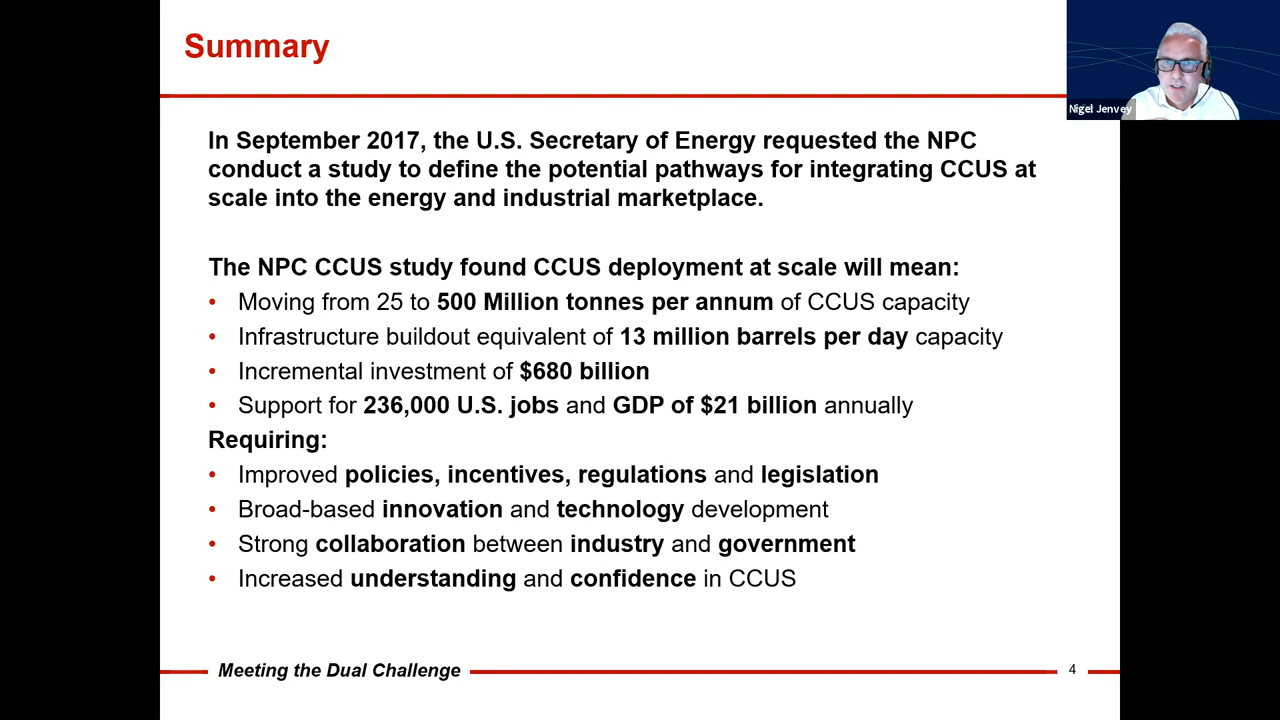 Summary
Nigel Jenvey
In September 2017, the U.S. Secretary of Energy requested the NPC
conduct a study to define the potential pathways for integrating CCUS at
scale into the energy and industrial marketplace.
The NPC CCUS study found CCUS deployment at scale will mean:
• Moving from 25 to 500 Million tonnes per annum of CCUS capacity
• Infrastructure buildout equivalent of 13 million barrels per day capacity
• Incremental investment of $680 billion
• Support for 236,000 U.S. jobs and GDP of $21 billion annually
Requiring:
• Improved policies, incentives, regulations and legislation
• Broad-based innovation and technology development
• Strong collaboration between industry and government
• Increased understanding and confidence in CCUS
Meeting the Dual Challenge
4